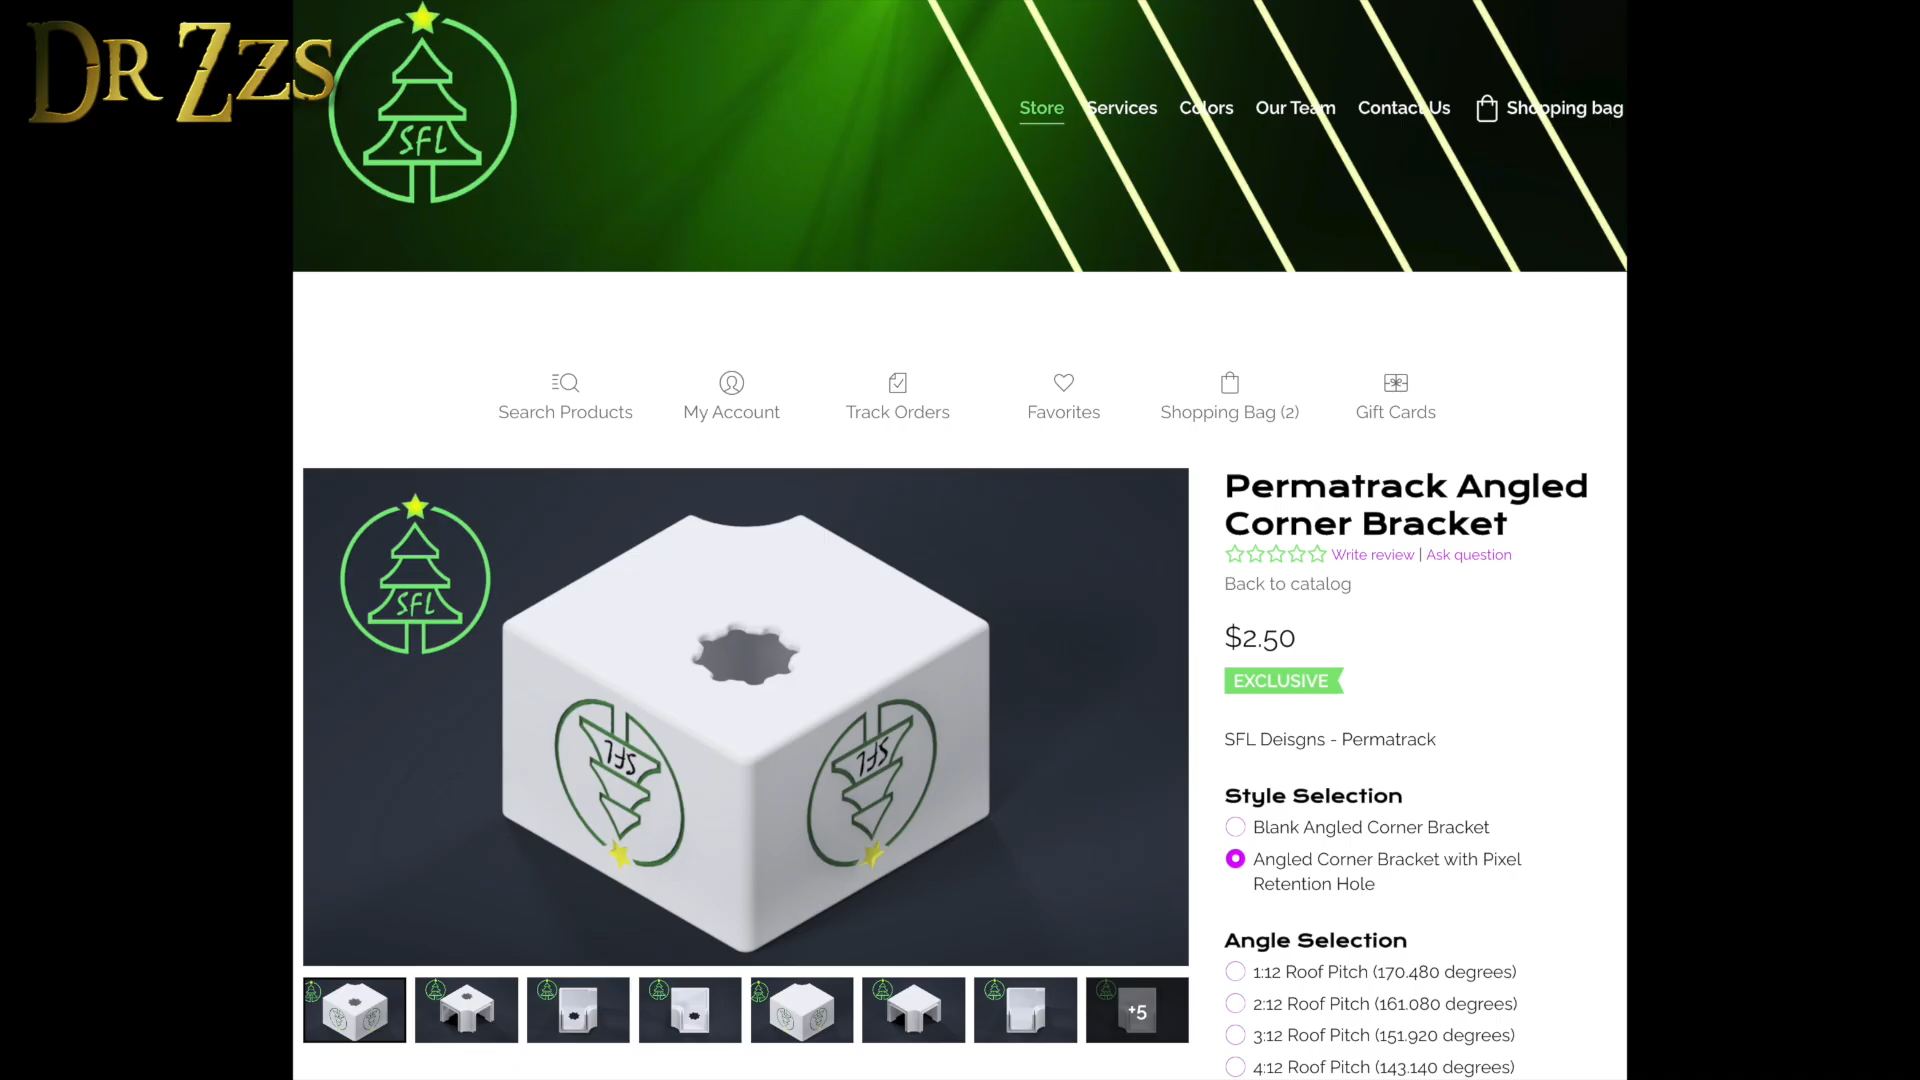 DR ZZS
SFL
Store Services Colors Our Team Contact Us Shopping bag
Search Products My Account Track Orders Favorites Shopping Bag (2) Gift Cards
SFL
SFL SFL
Permatrack Angled
Corner Bracket
Write review | Ask question
Back to catalog
$2.50
EXCLUSIVE
SFL Deisgns - Permatrack
Style Selection
Blank Angled Corner Bracket
Angled Corner Bracket with Pixel
Retention Hole
Angle Selection
1:12 Roof Pitch (170.480 degrees)
2:12 Roof Pitch (161.080 degrees)
3:12 Roof Pitch (151.920 degrees)
4:12 Roof Pitch (143.140 degrees)
+5